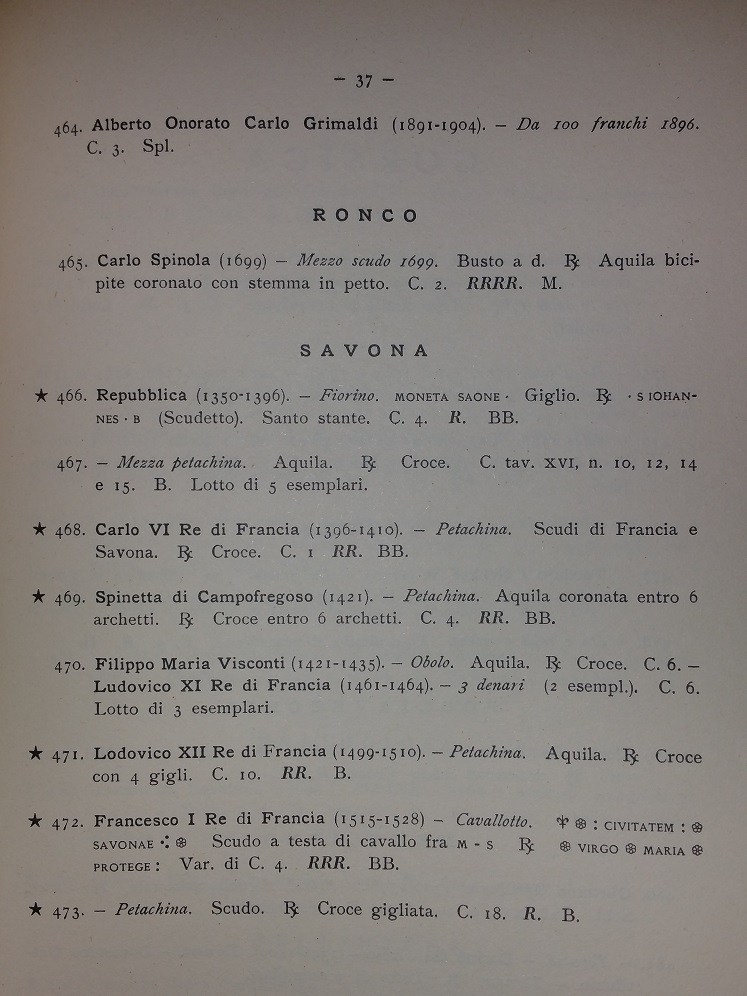 – 37 –
464. Alberto Onorato Carlo Grimaldi (1891-1904). – Da 100 franchi 1896.
C. 3. Spl.
RONCO
465. Carlo Spinola (1699) – Mezzo scudo 1699. Busto a d. ℞ Aquila bici-
pite coronato con stemma in petto. C. 2. RRRR. M.
SAVONA
★ 466. Repubblica (1350-1396). – Fiorino. MONETA SAONE · Giglio. ℞ · S IOHAN-
NES · B (Scudetto). Santo stante. C. 4. R. BB.
467. – Mezza petachina. Aquila. ℞ Croce. C. tav. XVI, n. 10, 12, 14
e 15. B. Lotto di 5 esemplari.
★ 468. Carlo VI Re di Francia (1396-1410). – Petachina. Scudi di Francia e
Savona. ℞ Croce. C. 1 RR. BB.
★ 469. Spinetta di Campofregoso (1421). – Petachina. Aquila coronata entro 6
archetti. ℞ Croce entro 6 archetti. C. 4. RR. BB.
470. Filippo Maria Visconti (1421-1435). – Obolo. Aquila. ℞ Croce. C. 6. –
Ludovico XI Re di Francia (1461-1464). – 3 denari (2 esempl.). C. 6.
Lotto di 3 esemplari.
★ 471. Lodovico XII Re di Francia (1499-1510). – Petachina. Aquila. ℞ Croce
con 4 gigli. C. 10. RR. B.
★ 472. Francesco I Re di Francia (1515-1528) – Cavallotto. ⚜ ❁ : CIVITATEM : ❁
SAVONAE ⁖ ❁ Scudo a testa di cavallo fra M - S ℞ ❁ VIRGO ❁ MARIA ❁
PROTEGE : Var. di C. 4. RRR. BB.
★ 473. – Petachina. Scudo. ℞ Croce gigliata. C. 18. R. B.